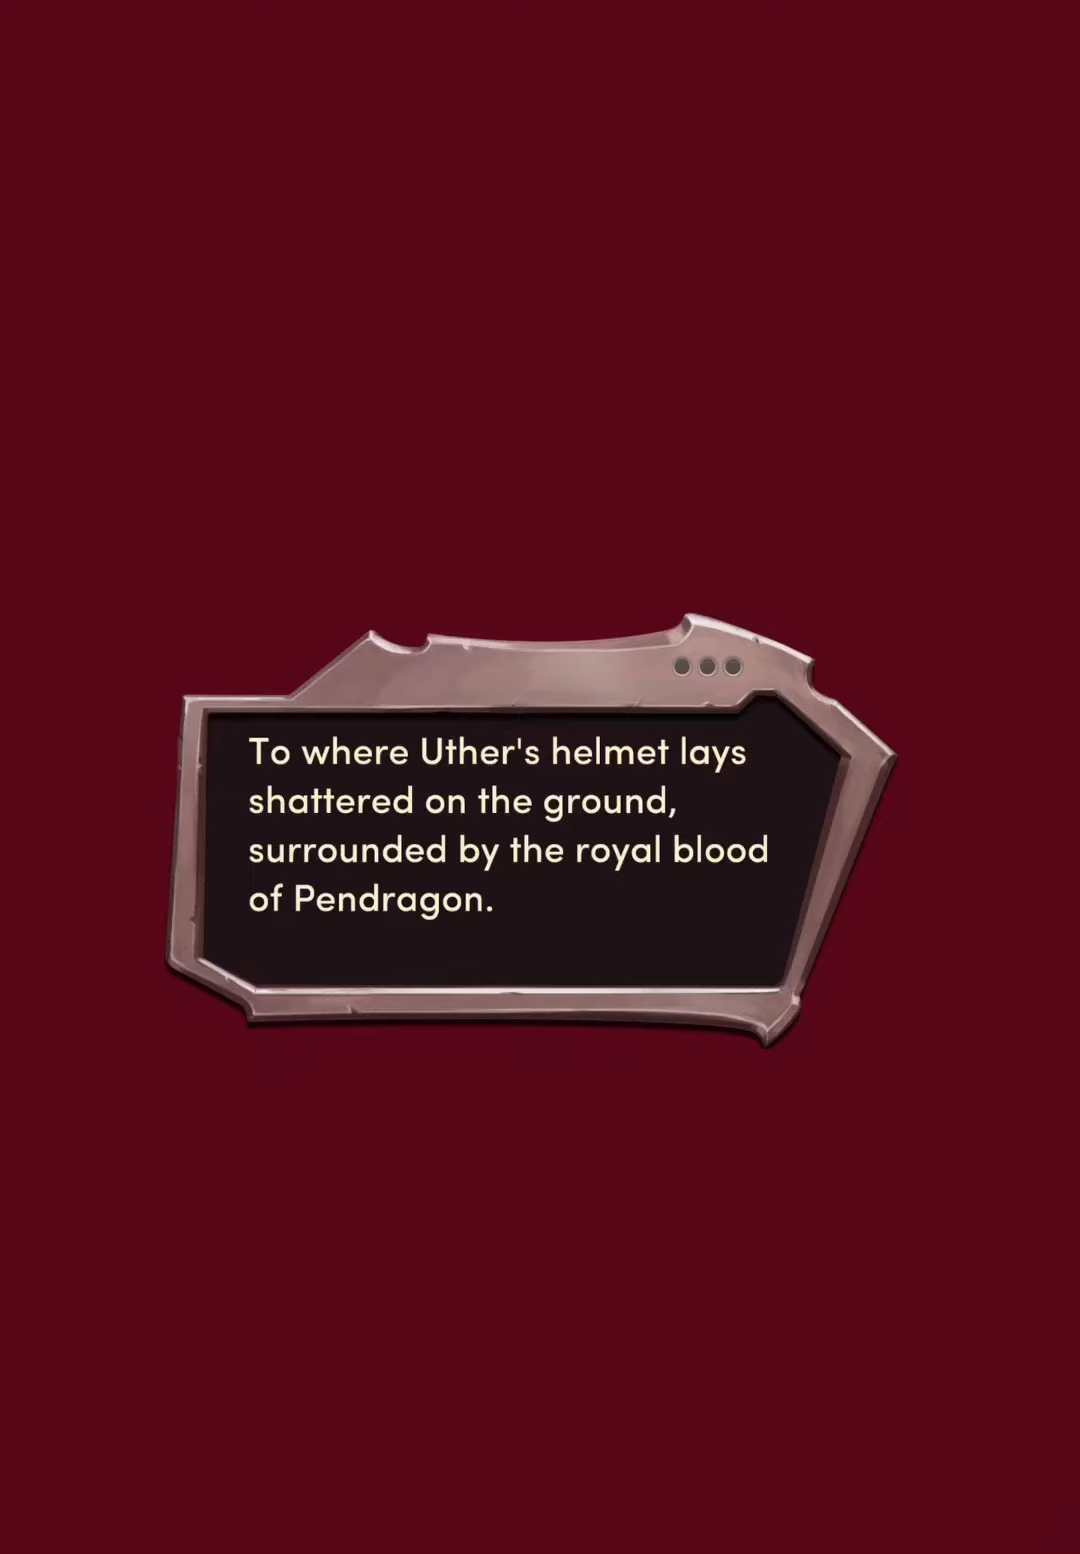 To where Uther's helmet lays
shattered on the ground,
surrounded by the royal blood
of Pendragon.